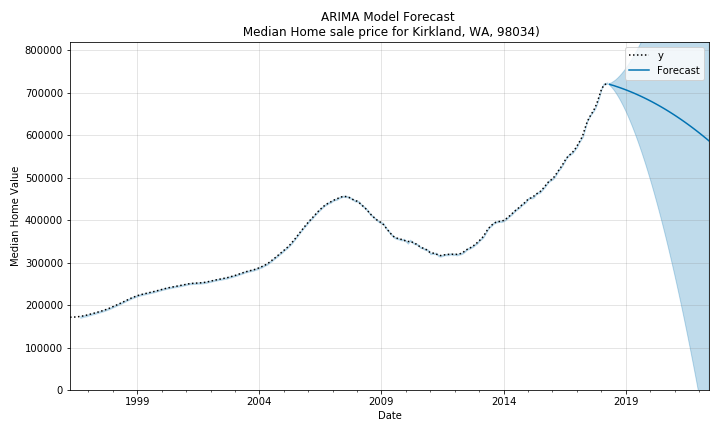 ARIMA Model Forecast
Median Home sale price for Kirkland, WA, 98034)
800000
700000
600000
500000
400000
300000
200000
100000
0
Median Home Value
y
Forecast
1999
2004
2009
2014
2019
Date